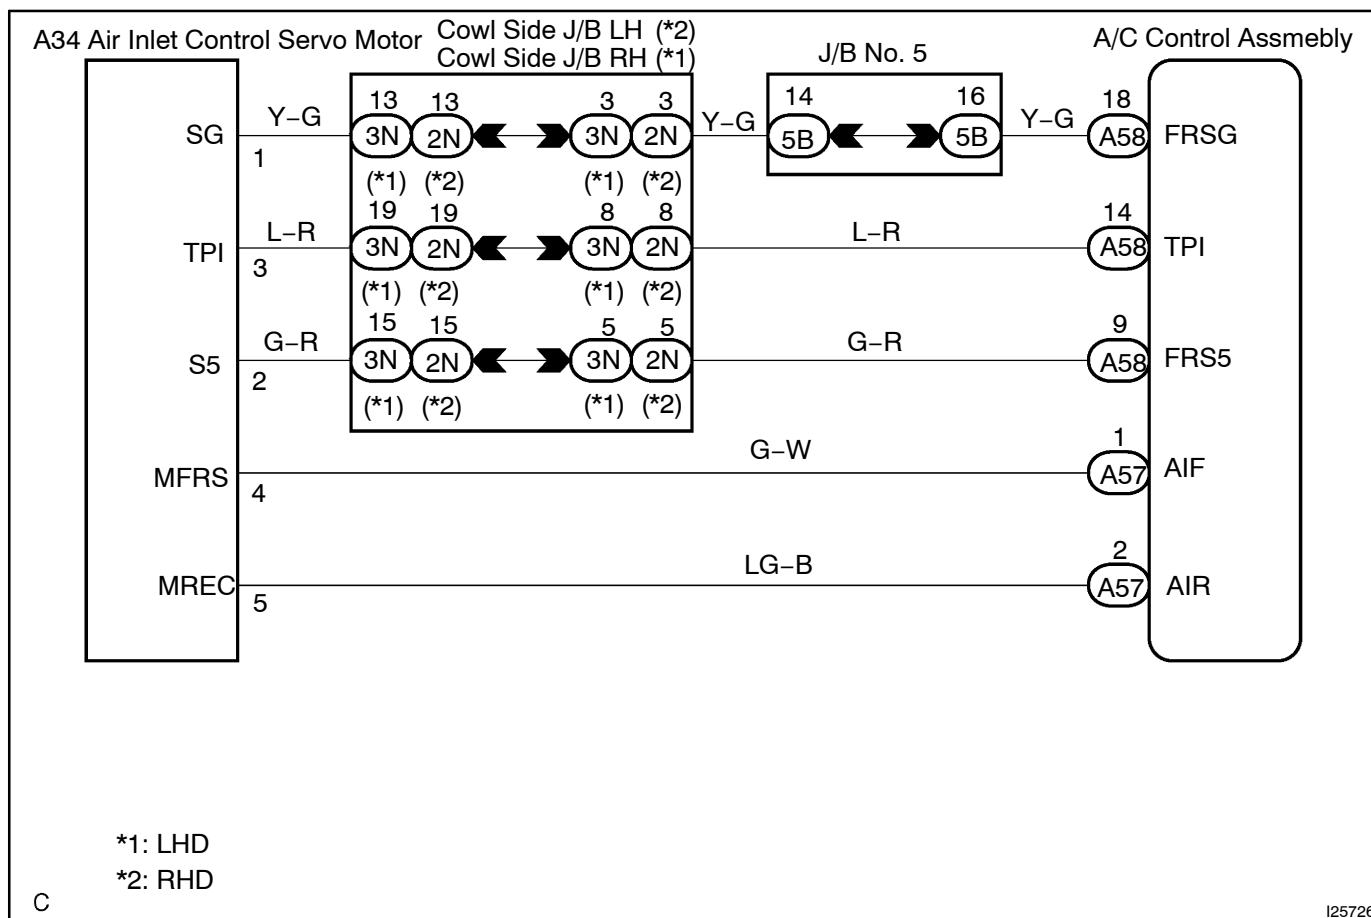 A34 Air Inlet Control Servo Motor
Cowl Side J/B LH (*2)
Cowl Side J/B RH (*1)
J/B No. 5
A/C Control Assmebly
SG
1
Y–G
13 13 3 3
3N 2N 3N 2N
(*1) (*2) (*1) (*2)
Y–G
14 16
5B 5B
Y–G
18
A58
FRSG
TPI
3
L–R
19 19 8 8
3N 2N 3N 2N
(*1) (*2) (*1) (*2)
L–R
14
A58
TPI
S5
2
G–R
15 15 5 5
3N 2N 3N 2N
(*1) (*2) (*1) (*2)
G–R
9
A58
FRS5
MFRS
4
G–W
1
A57
AIF
MREC
5
LG–B
2
A57
AIR
*1: LHD
*2: RHD
C
I25726